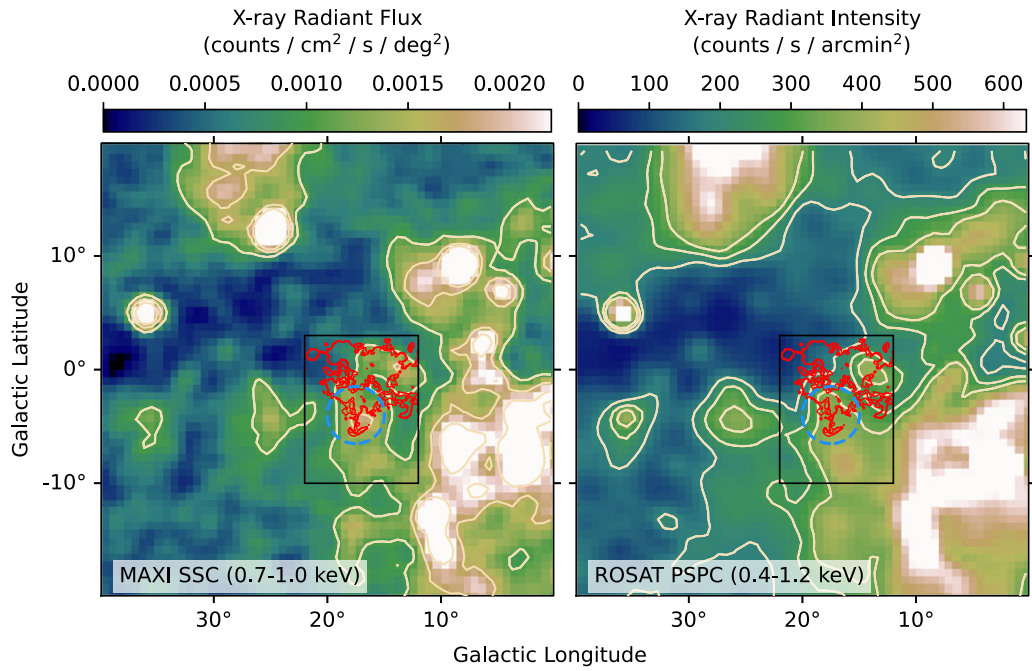 X-ray Radiant Flux
(counts / cm² / s / deg²)
0.0000 0.0005 0.0010 0.0015 0.0020
X-ray Radiant Intensity
(counts / s / arcmin²)
0 100 200 300 400 500 600
Galactic Latitude
10°
0°
-10°
MAXI SSC (0.7-1.0 keV)
ROSAT PSPC (0.4-1.2 keV)
30° 20° 10°
30° 20° 10°
Galactic Longitude